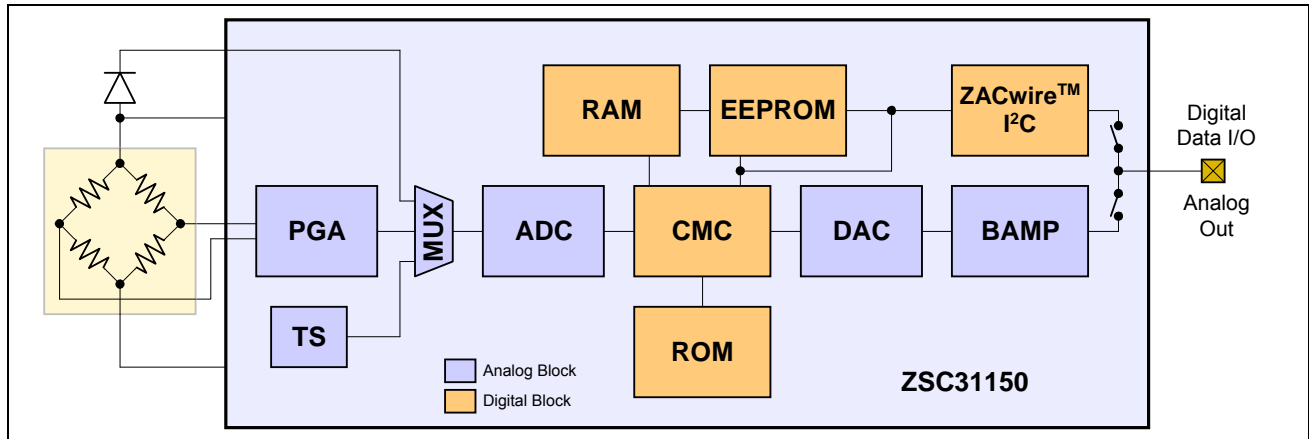 RAM
EEPROM
ZACwire™
I²C
Digital
Data I/O
PGA
MUX
ADC
CMC
DAC
BAMP
Analog
Out
TS
ROM
Analog Block
Digital Block
ZSC31150